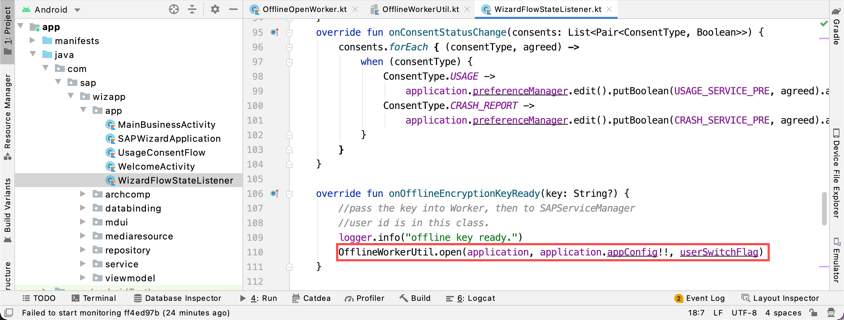 Android
OfflineOpenWorker.kt
OfflineWorkerUtil.kt
WizardFlowStateListener.kt
1: Project
Resource Manager
Build Variants
ructure
app
manifests
java
com
sap
wizapp
app
MainBusinessActivity
SAPWizardApplication
UsageConsentFlow
WelcomeActivity
WizardFlowStateListener
archcomp
databinding
mdui
mediaresource
repository
service
viewmodel
94 }
95 override fun onConsentStatusChange(consents: List<Pair<ConsentType, Boolean>>) {
96 consents.forEach { (consentType, agreed) ->
97 when (consentType) {
98 ConsentType.USAGE ->
99 application.preferenceManager.edit().putBoolean(USAGE_SERVICE_PRE, agreed).a
100 ConsentType.CRASH_REPORT ->
101 application.preferenceManager.edit().putBoolean(CRASH_SERVICE_PRE, agreed).a
102 }
103 }
104 }
105
106 override fun onOfflineEncryptionKeyReady(key: String?) {
107 //pass the key into Worker, then to SAPServiceManager
108 //user id is in this class.
109 logger.info("offline key ready.")
110 OfflineWorkerUtil.open(application, application.appConfig!!, userSwitchFlag)
111 }
Gradle
Device File Explorer
Emulator
TODO
Terminal
Database Inspector
4: Run
Catdea
Profiler
Build
6: Logcat
2 Event Log
Layout Inspector
Failed to start monitoring ff4ed97b (24 minutes ago)
18:7 LF UTF-8 4 spaces